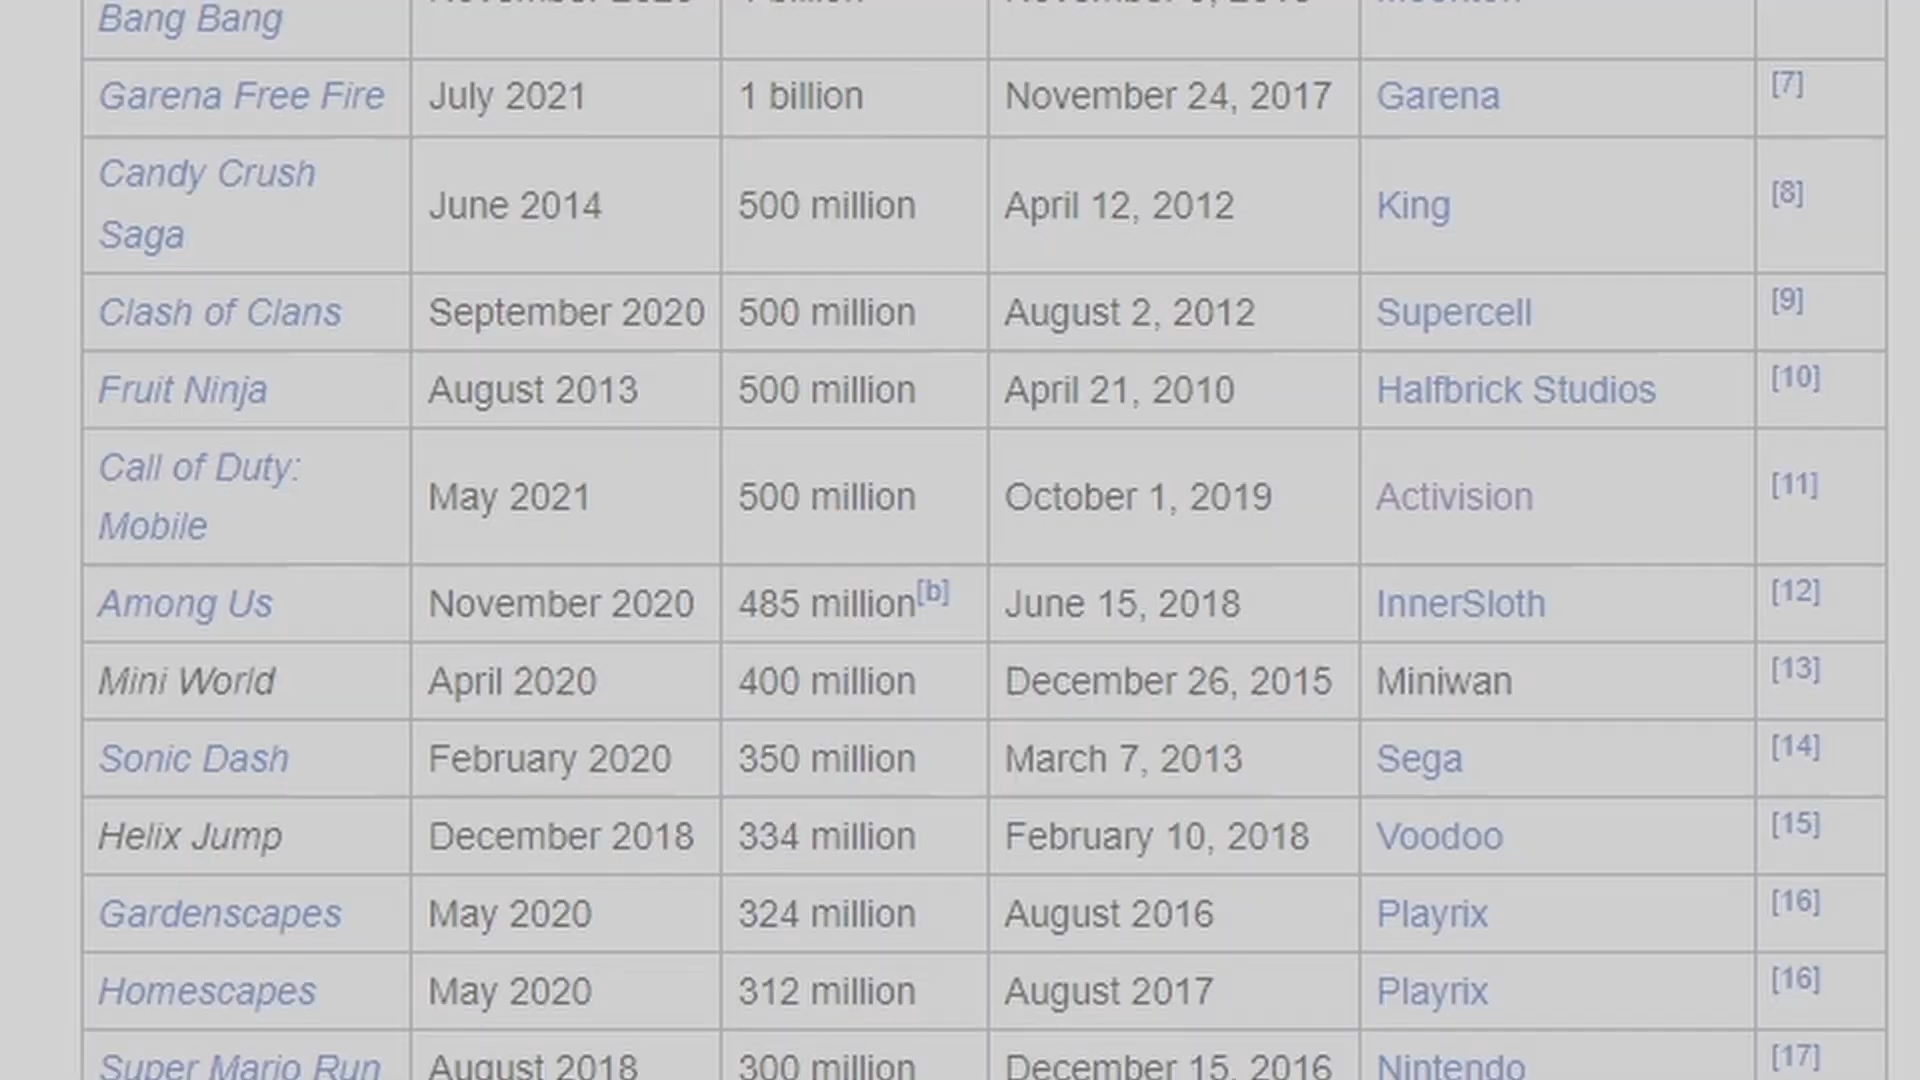 Bang Bang
Garena Free Fire July 2021 1 billion November 24, 2017 Garena [7]
Candy Crush
Saga June 2014 500 million April 12, 2012 King [8]
Clash of Clans September 2020 500 million August 2, 2012 Supercell [9]
Fruit Ninja August 2013 500 million April 21, 2010 Halfbrick Studios [10]
Call of Duty:
Mobile May 2021 500 million October 1, 2019 Activision [11]
Among Us November 2020 485 million[b] June 15, 2018 InnerSloth [12]
Mini World April 2020 400 million December 26, 2015 Miniwan [13]
Sonic Dash February 2020 350 million March 7, 2013 Sega [14]
Helix Jump December 2018 334 million February 10, 2018 Voodoo [15]
Gardenscapes May 2020 324 million August 2016 Playrix [16]
Homescapes May 2020 312 million August 2017 Playrix [16]
Super Mario Run August 2018 300 million December 15, 2016 Nintendo [17]